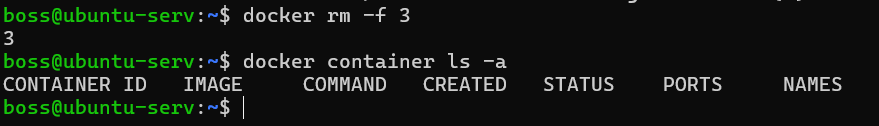 boss@ubuntu-serv:~$ docker rm -f 3
3
boss@ubuntu-serv:~$ docker container ls -a
CONTAINER ID   IMAGE     COMMAND   CREATED   STATUS    PORTS     NAMES
boss@ubuntu-serv:~$